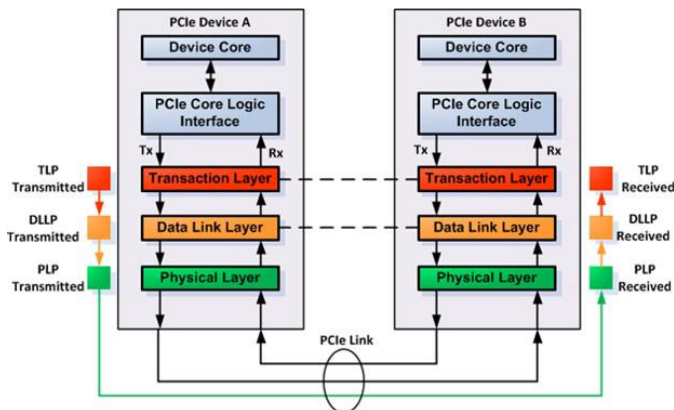 PCIe Device A
PCIe Device B
Device Core
Device Core
PCIe Core Logic
Interface
PCIe Core Logic
Interface
Tx
Rx
Tx
Rx
TLP
Transmitted
Transaction Layer
Transaction Layer
TLP
Received
DLLP
Transmitted
Data Link Layer
Data Link Layer
DLLP
Received
PLP
Transmitted
Physical Layer
Physical Layer
PLP
Received
PCIe Link